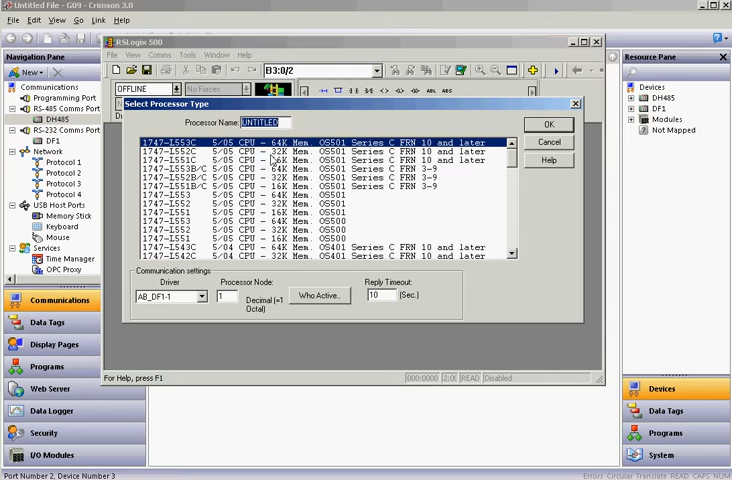 Untitled File - G09 - Crimson 3.0
File Edit View Go Link Help
Navigation Pane
New
Communications
Programming Port
RS-485 Comms Port
DH485
RS-232 Comms Port
DF1
Network
Protocol 1
Protocol 2
Protocol 3
Protocol 4
USB Host Ports
Memory Stick
Keyboard
Mouse
Services
Time Manager
OPC Proxy
Communications
Data Tags
Display Pages
Programs
Web Server
Data Logger
Security
I/O Modules
Port Number 2, Device Number 3
RSLogix 500
File View Comms Tools Window Help
B3:0/2
OFFLINE
No Forces
ABL ABS
Select Processor Type
Processor Name: UNTITLED
1747-L553C 5/05 CPU - 64K Mem. OS501 Series C FRN 10 and later
1747-L552C 5/05 CPU - 32K Mem. OS501 Series C FRN 10 and later
1747-L551C 5/05 CPU - 16K Mem. OS501 Series C FRN 10 and later
1747-L553B/C 5/05 CPU - 64K Mem. OS501 Series C FRN 3-9
1747-L552B/C 5/05 CPU - 32K Mem. OS501 Series C FRN 3-9
1747-L551B/C 5/05 CPU - 16K Mem. OS501 Series C FRN 3-9
1747-L553 5/05 CPU - 64K Mem. OS501
1747-L552 5/05 CPU - 32K Mem. OS501
1747-L551 5/05 CPU - 16K Mem. OS501
1747-L553 5/05 CPU - 64K Mem. OS500
1747-L552 5/05 CPU - 32K Mem. OS500
1747-L551 5/05 CPU - 16K Mem. OS500
1747-L543C 5/04 CPU - 64K Mem. OS401 Series C FRN 10 and later
1747-L542C 5/04 CPU - 32K Mem. OS401 Series C FRN 10 and later
OK
Cancel
Help
Communication settings
Driver
AB_DF1-1
Processor Node:
1
Decimal (=1
Octal)
Who Active..
Reply Timeout:
10 (Sec.)
For Help, press F1
000:0000 READ Disabled
Resource Pane
Devices
DH485
DF1
Modules
Not Mapped
Devices
Data Tags
Programs
System
Errors Circular Translate READ CAPS NUM